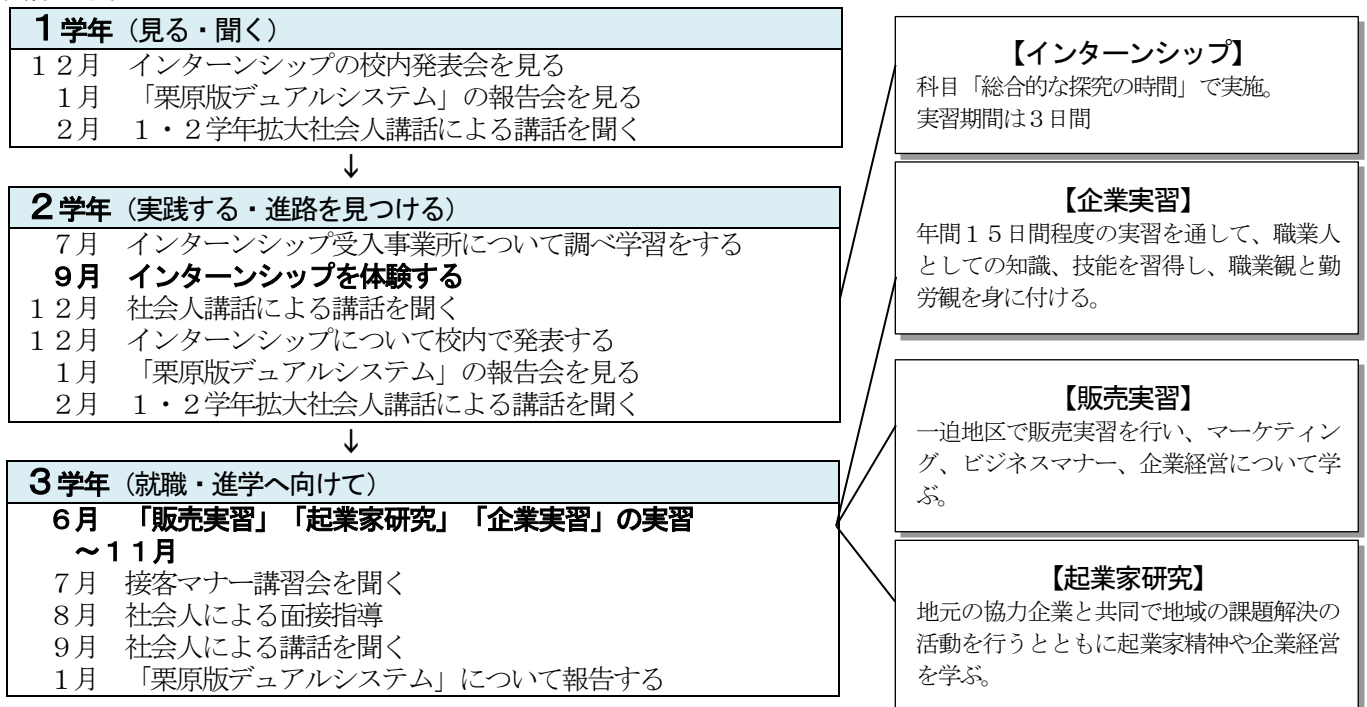 １学年（見る・聞く）
１２月　インターンシップの校内発表会を見る
１月　「栗原版デュアルシステム」の報告会を見る
２月　１・２学年拡大社会人講話による講話を聞く
↓
２学年（実践する・進路を見つける）
７月　インターンシップ受入事業所について調べ学習をする
９月　インターンシップを体験する
１２月　社会人講話による講話を聞く
１２月　インターンシップについて校内で発表する
１月　「栗原版デュアルシステム」の報告会を見る
２月　１・２学年拡大社会人講話による講話を聞く
↓
３学年（就職・進学へ向けて）
６月　「販売実習」「起業家研究」「企業実習」の実習
～１１月
７月　接客マナー講習会を聞く
８月　社会人による面接指導
９月　社会人による講話を聞く
１月　「栗原版デュアルシステム」について報告する
【インターンシップ】
科目「総合的な探究の時間」で実施。
実習期間は３日間
【企業実習】
年間１５日間程度の実習を通して、職業人
としての知識、技能を習得し、職業観と勤
労観を身に付ける。
【販売実習】
一迫地区で販売実習を行い、マーケティン
グ、ビジネスマナー、企業経営について学
ぶ。
【起業家研究】
地元の協力企業と共同で地域の課題解決の
活動を行うとともに起業家精神や企業経営
を学ぶ。